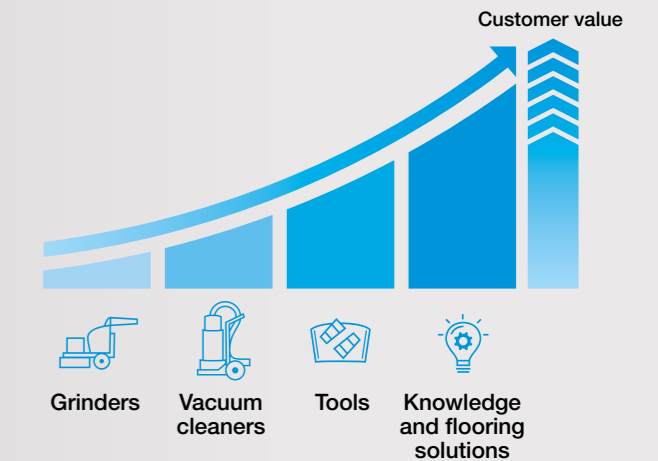 Customer value
Grinders
Vacuum
cleaners
Tools
Knowledge
and flooring
solutions